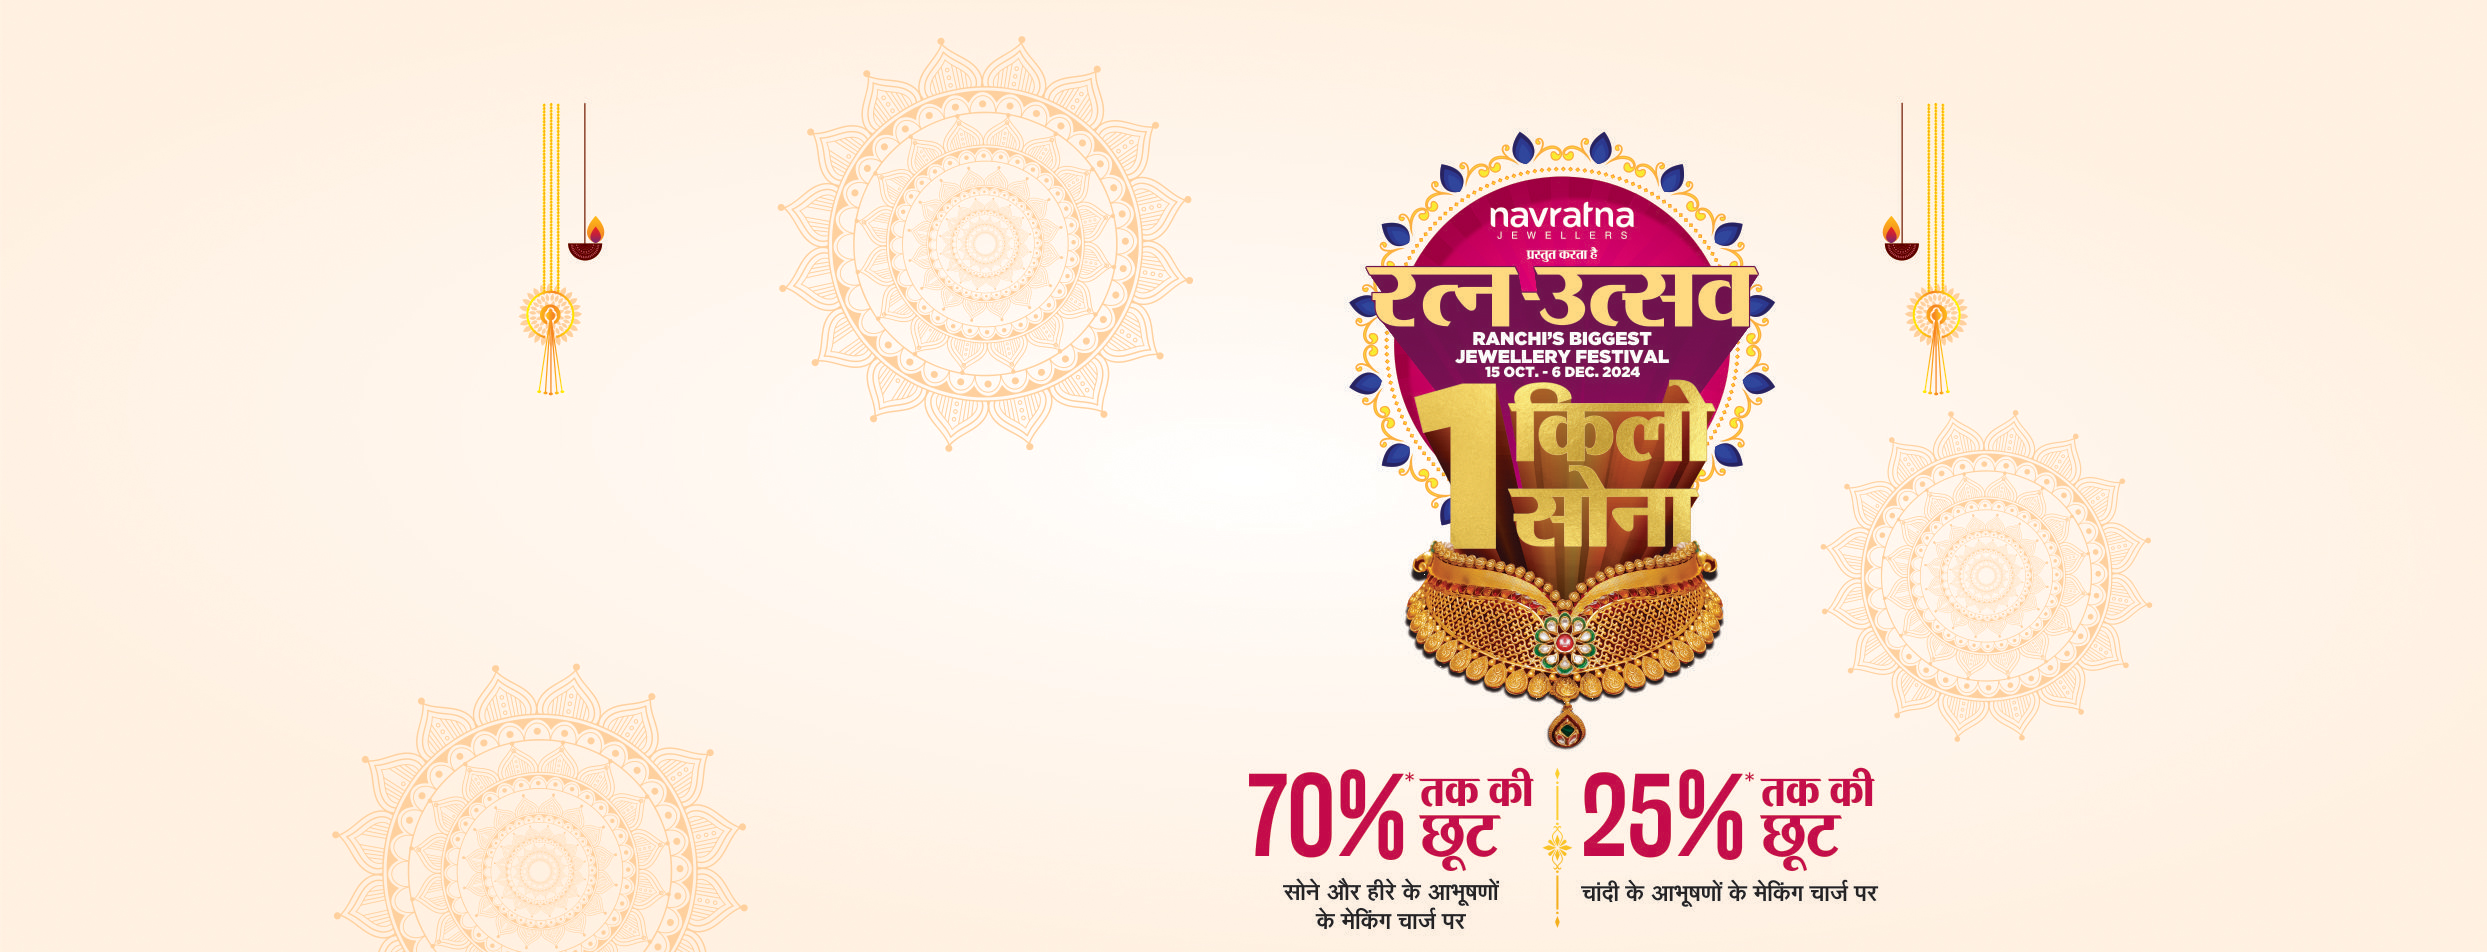 navratna
JEWELLERS
प्रस्तुत करता है
रत्न-उत्सव
RANCHI'S BIGGEST
JEWELLERY FESTIVAL
15 OCT. - 6 DEC. 2024
1 किलो
सोना
70%* तक की
छूट
सोने और हीरे के आभूषणों
के मेकिंग चार्ज पर
25%* तक की
छूट
चांदी के आभूषणों के मेकिंग चार्ज पर